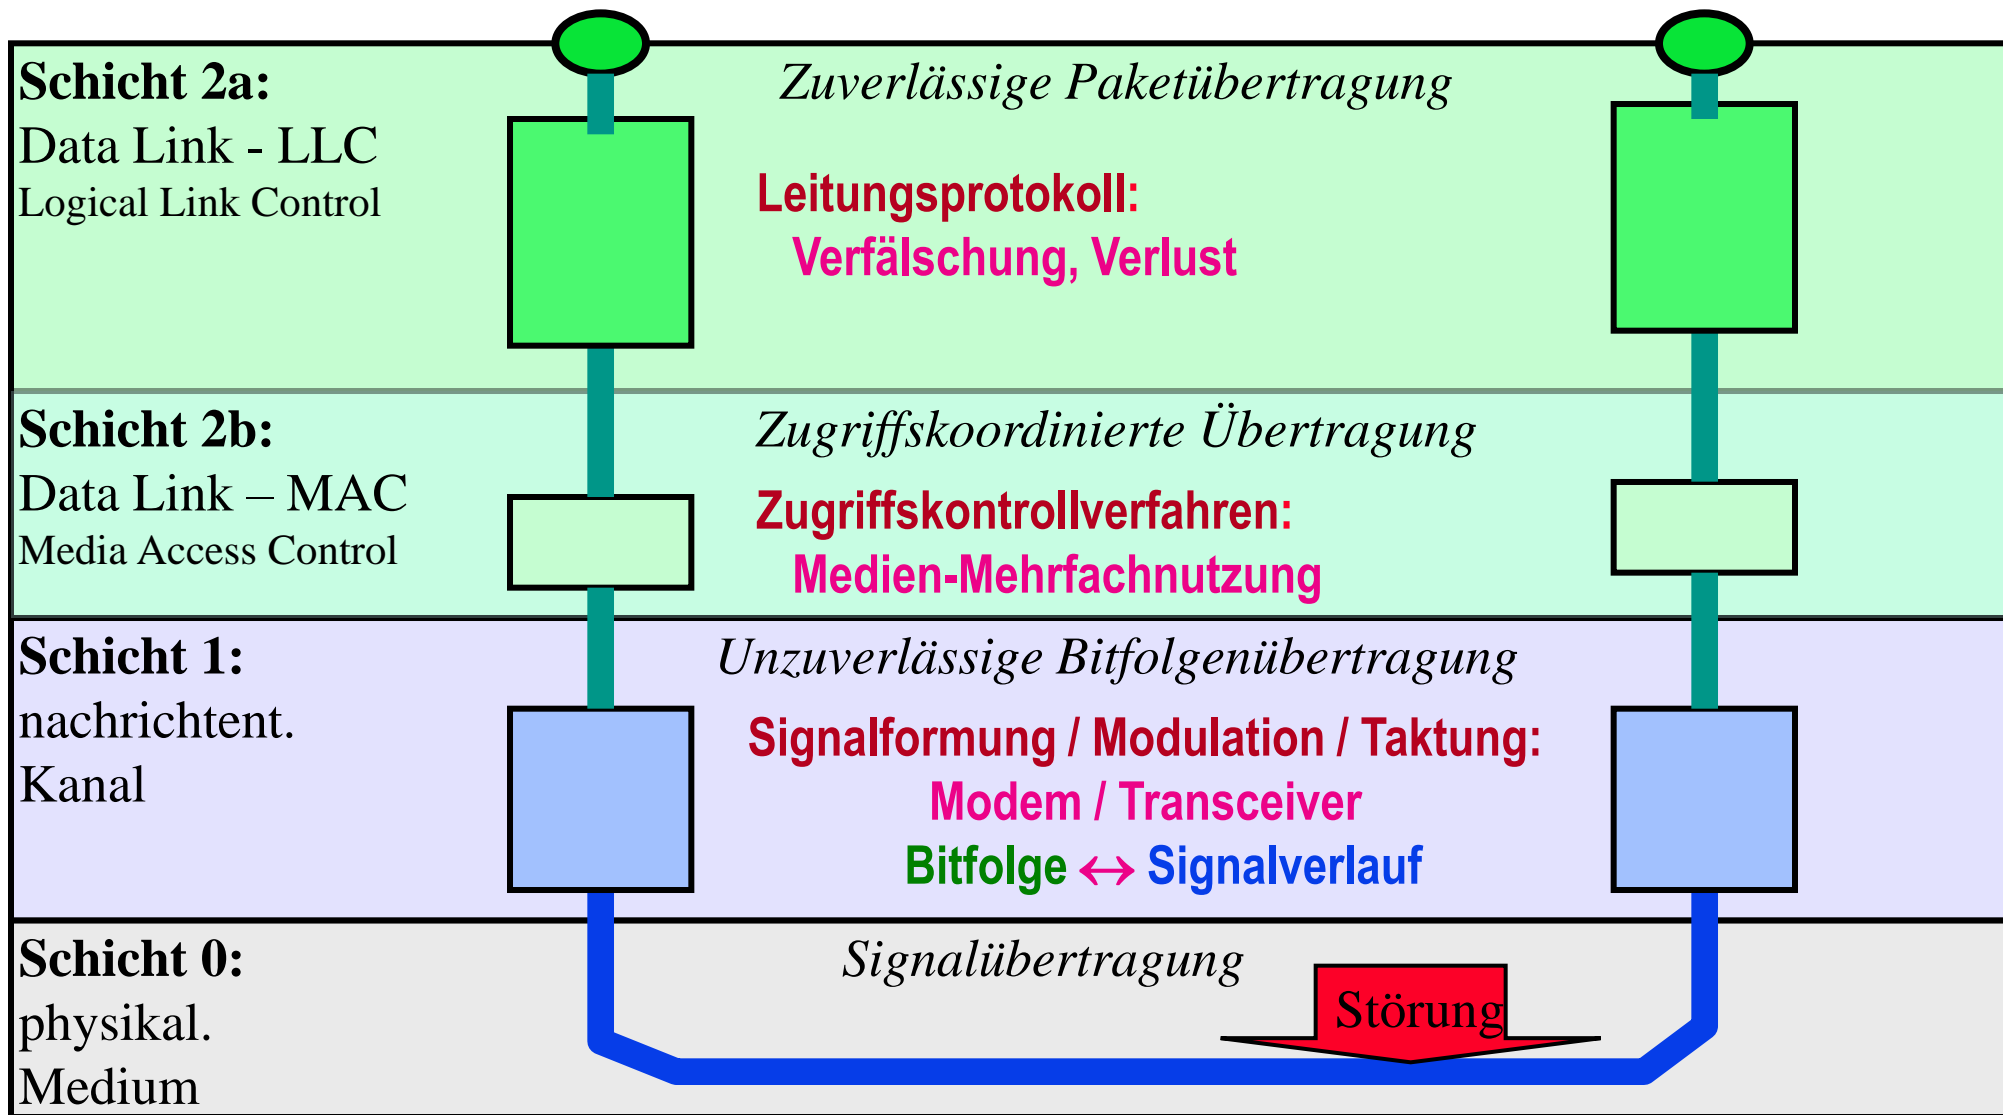 Schicht 2a:
Data Link - LLC
Logical Link Control
Zuverlässige Paketübertragung
Leitungsprotokoll:
Verfälschung, Verlust
Schicht 2b:
Data Link – MAC
Media Access Control
Zugriffskoordinierte Übertragung
Zugriffskontrollverfahren:
Medien-Mehrfachnutzung
Schicht 1:
nachrichtent.
Kanal
Unzuverlässige Bitfolgenübertragung
Signalformung / Modulation / Taktung:
Modem / Transceiver
Bitfolge ↔ Signalverlauf
Schicht 0:
physikal.
Medium
Signalübertragung
Störung